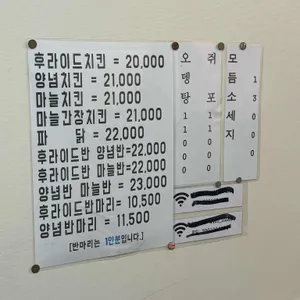 후라이드치킨 = 20,000
양념치킨 = 21,000
마늘치킨 = 21,000
마늘간장치킨 = 21,000
파 닭 = 22,000
후라이드반 양념반=22,000
후라이드반 마늘반=22,000
양념반 마늘반 = 23,000
후라이드반마리= 10,500
양념반마리 = 11,500
[반마리는 1인분입니다.]
쥐포
오뎅탕
모듬소세지 13000